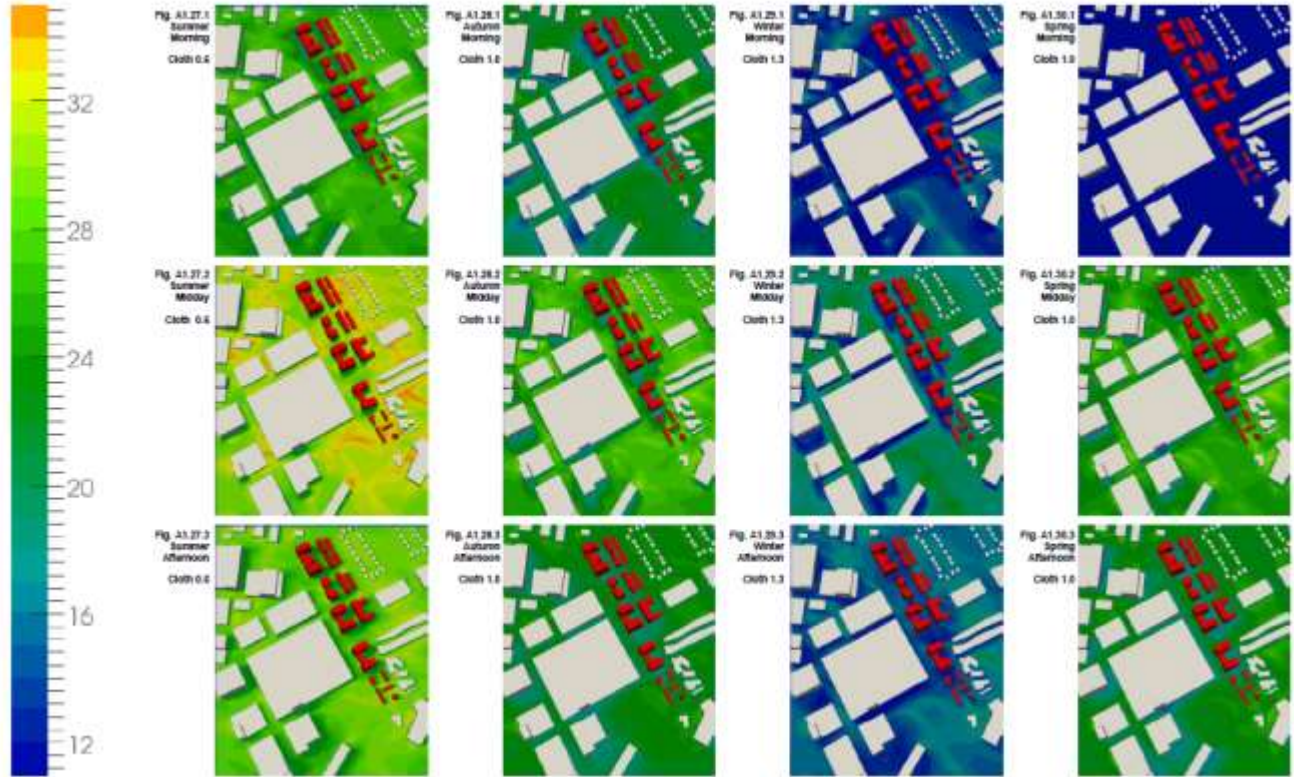 32
28
24
20
16
12
Fig. A1.27.1
Summer
Morning
Cloth 0.6
Fig. A1.28.1
Autumn
Morning
Cloth 1.0
Fig. A1.29.1
Winter
Morning
Cloth 1.3
Fig. A1.30.1
Spring
Morning
Cloth 1.0
Fig. A1.27.2
Summer
Midday
Cloth 0.6
Fig. A1.28.2
Autumn
Midday
Cloth 1.0
Fig. A1.29.2
Winter
Midday
Cloth 1.3
Fig. A1.30.2
Spring
Midday
Cloth 1.0
Fig. A1.27.3
Summer
Afternoon
Cloth 0.6
Fig. A1.28.3
Autumn
Afternoon
Cloth 1.0
Fig. A1.29.3
Winter
Afternoon
Cloth 1.3
Fig. A1.30.3
Spring
Afternoon
Cloth 1.0